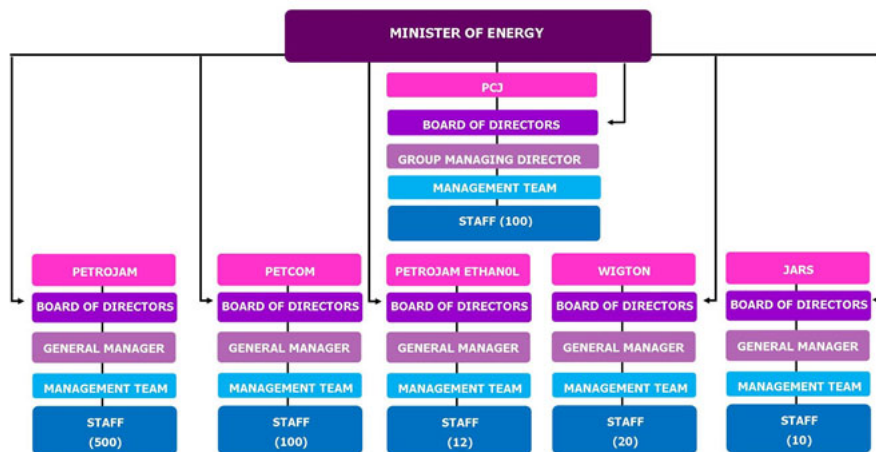 MINISTER OF ENERGY
PCJ
BOARD OF DIRECTORS
GROUP MANAGING DIRECTOR
MANAGEMENT TEAM
STAFF (100)
PETROJAM
BOARD OF DIRECTORS
GENERAL MANAGER
MANAGEMENT TEAM
STAFF
(500)
PETCOM
BOARD OF DIRECTORS
GENERAL MANAGER
MANAGEMENT TEAM
STAFF
(100)
PETROJAM ETHAN0L
BOARD OF DIRECTORS
GENERAL MANAGER
MANAGEMENT TEAM
STAFF
(12)
WIGTON
BOARD OF DIRECTORS
GENERAL MANAGER
MANAGEMENT TEAM
STAFF
(20)
JARS
BOARD OF DIRECTORS
GENERAL MANAGER
MANAGEMENT TEAM
STAFF
(10)